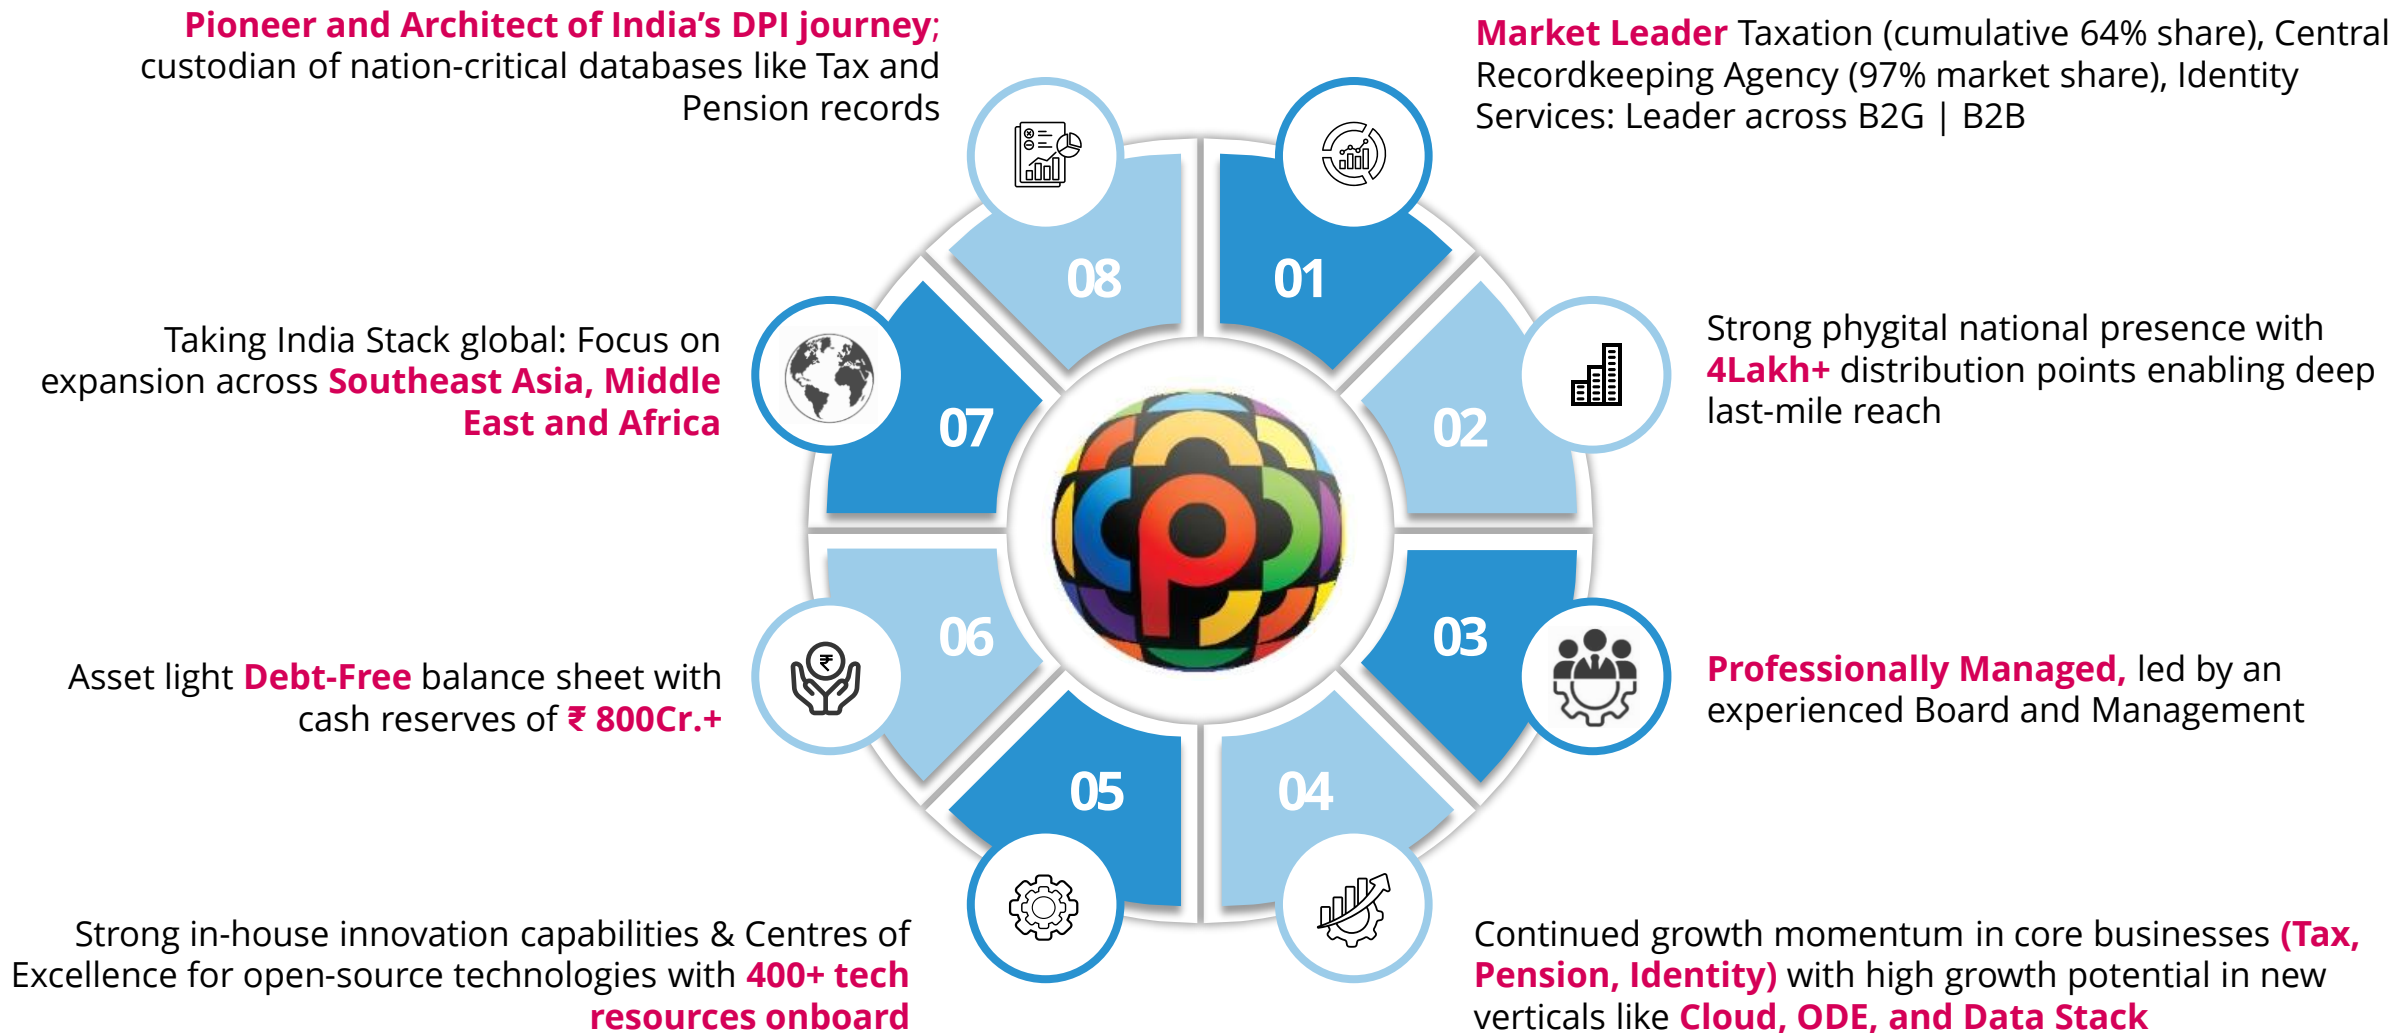 Pioneer and Architect of India’s DPI journey;
custodian of nation-critical databases like Tax and
Pension records
Market Leader Taxation (cumulative 64% share), Central
Recordkeeping Agency (97% market share), Identity
Services: Leader across B2G | B2B
08
01
Taking India Stack global: Focus on
expansion across Southeast Asia, Middle
East and Africa
07
02
Strong phygital national presence with
4Lakh+ distribution points enabling deep
last-mile reach
p
Asset light Debt-Free balance sheet with
cash reserves of ₹ 800Cr.+
₹
06
03
Professionally Managed, led by an
experienced Board and Management
05
04
Strong in-house innovation capabilities & Centres of
Excellence for open-source technologies with 400+ tech
resources onboard
Continued growth momentum in core businesses (Tax,
Pension, Identity) with high growth potential in new
verticals like Cloud, ODE, and Data Stack